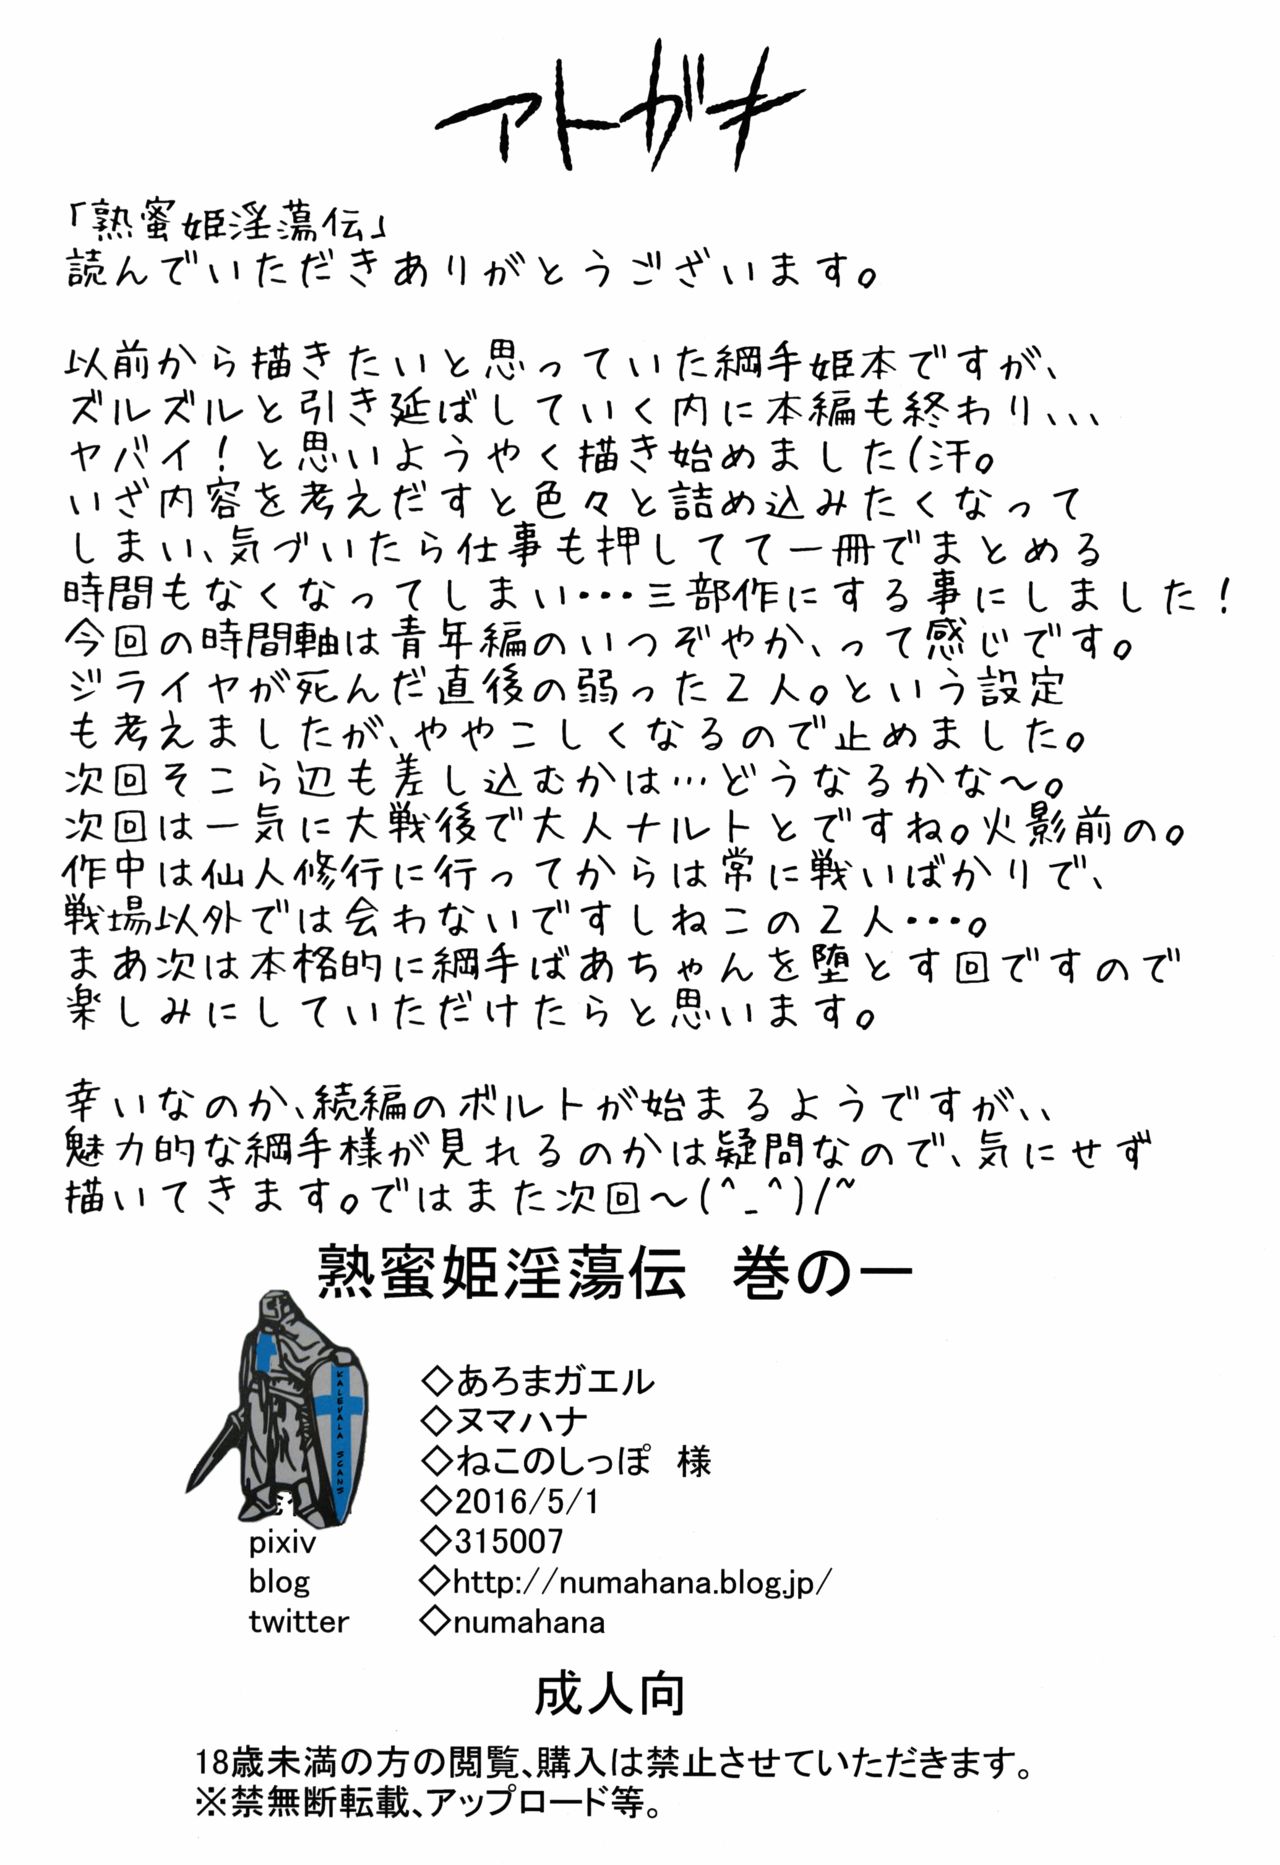 アトガキ
「熟蜜姫淫蕩伝」
読んでいただきありがとうございます。
以前から描きたいと思っていた綱手姫本ですが、
ズルズルと引き延ばしていく内に本編も終わり、、、
ヤバイ！と思いようやく描き始めました(汗。
いざ内容を考えだすと色々と詰め込みたくなって
しまい、気づいたら仕事も押してて一冊でまとめる
時間もなくなってしまい・・・三部作にする事にしました！
今回の時間軸は青年編のいつぞやか、って感じです。
ジライヤが死んだ直後の弱った2人。という設定
も考えましたが、ややこしくなるので止めました。
次回そこら辺も差し込むかは…どうなるかな～。
次回は一気に大戦後で大人ナルトとですね。火影前の。
作中は仙人修行に行ってからは常に戦いばかりで、
戦場以外では会わないですしねこの2人・・・。
まあ次は本格的に綱手ばあちゃんを堕とす回ですので
楽しみにしていただけたらと思います。
幸いなのか、続編のボルトが始まるようですが、、
魅力的な綱手様が見れるのかは疑問なので、気にせず
描いてきます。ではまた次回～(^_^)/~
熟蜜姫淫蕩伝　巻の一
◇あろまガエル
◇ヌマハナ
◇ねこのしっぽ　様
◇2016/5/1
pixiv ◇315007
blog ◇http://numahana.blog.jp/
twitter ◇numahana
KALEVALA SCANS
成人向
18歳未満の方の閲覧、購入は禁止させていただきます。
※禁無断転載、アップロード等。